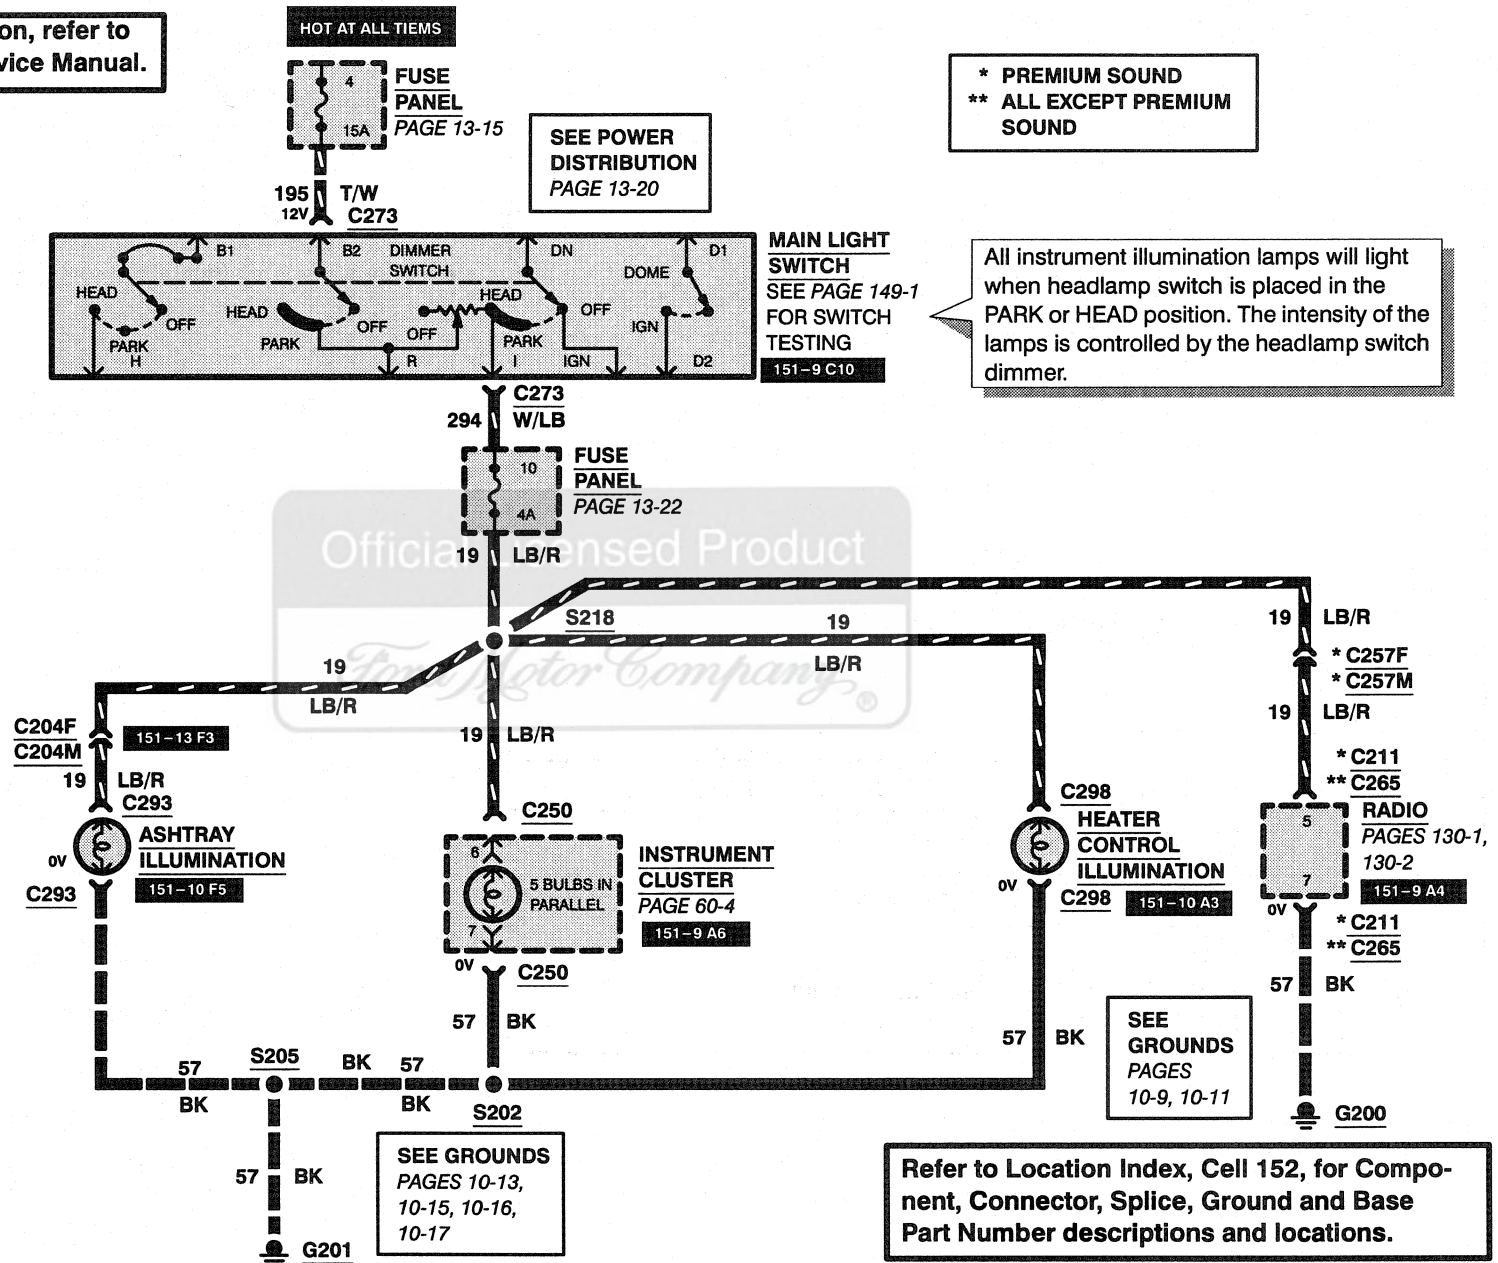 on, refer to
vice Manual.
HOT AT ALL TIEMS
4
15A
FUSE
PANEL
PAGE 13-15
SEE POWER
DISTRIBUTION
PAGE 13-20
* PREMIUM SOUND
** ALL EXCEPT PREMIUM
SOUND
195 T/W
12V C273
B1
B2
DIMMER
SWITCH
DN
D1
DOME
HEAD
OFF
PARK
H
HEAD
OFF
PARK
OFF
R
HEAD
OFF
PARK
I
IGN
IGN
D2
MAIN LIGHT
SWITCH
SEE PAGE 149-1
FOR SWITCH
TESTING
151-9 C10
All instrument illumination lamps will light
when headlamp switch is placed in the
PARK or HEAD position. The intensity of the
lamps is controlled by the headlamp switch
dimmer.
C273
294 W/LB
10
4A
FUSE
PANEL
PAGE 13-22
Official Licensed Product
Ford Motor Company
®
19 LB/R
S218
19
LB/R
19
LB/R
19 LB/R
19 LB/R
* C257F
* C257M
19 LB/R
* C211
** C265
C204F
C204M
151-13 F3
19 LB/R
C293
ASHTRAY
ILLUMINATION
151-10 F5
0V
C293
C250
6
5 BULBS IN
PARALLEL
7
0V
C250
INSTRUMENT
CLUSTER
PAGE 60-4
151-9 A6
C298
HEATER
CONTROL
ILLUMINATION
0V
C298
151-10 A3
5
7
RADIO
PAGES 130-1,
130-2
151-9 A4
0V
* C211
** C265
57 BK
57 BK
57 BK
SEE
GROUNDS
PAGES
10-9, 10-11
G200
57
BK
S205
BK
57
BK
S202
57 BK
G201
SEE GROUNDS
PAGES 10-13,
10-15, 10-16,
10-17
Refer to Location Index, Cell 152, for Compo-
nent, Connector, Splice, Ground and Base
Part Number descriptions and locations.